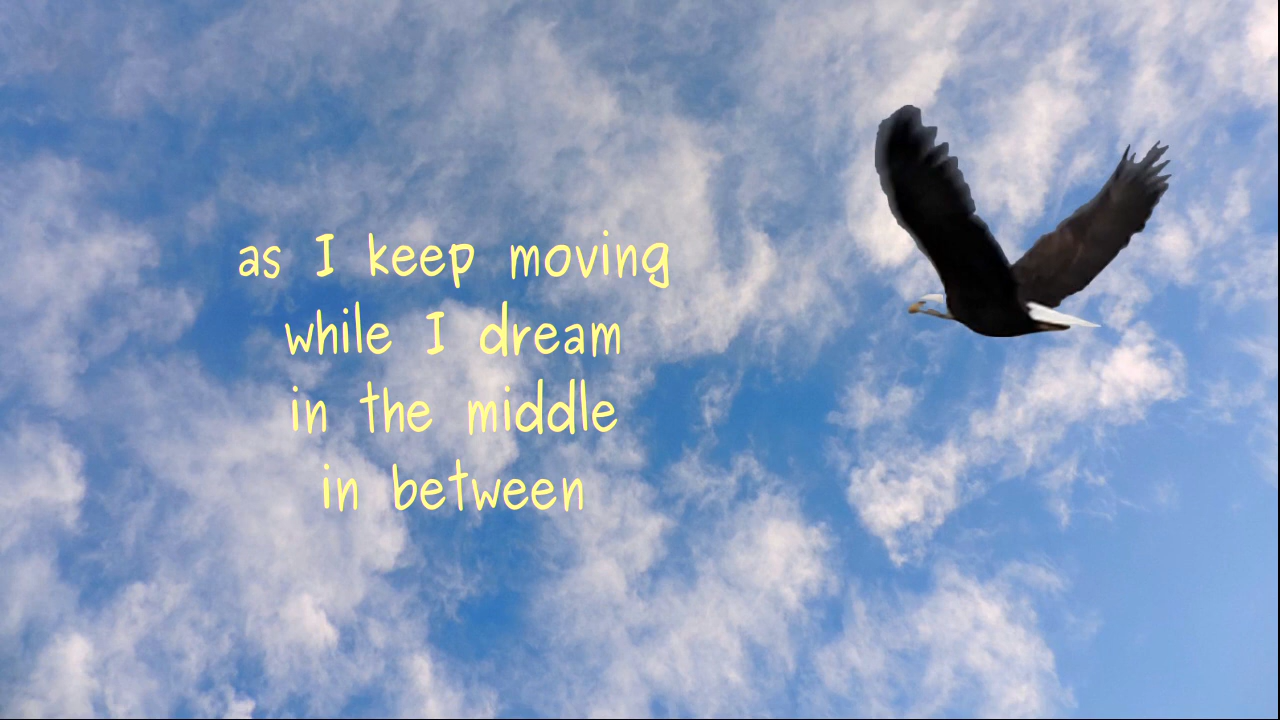 as I keep moving
while I dream
in the middle
in between